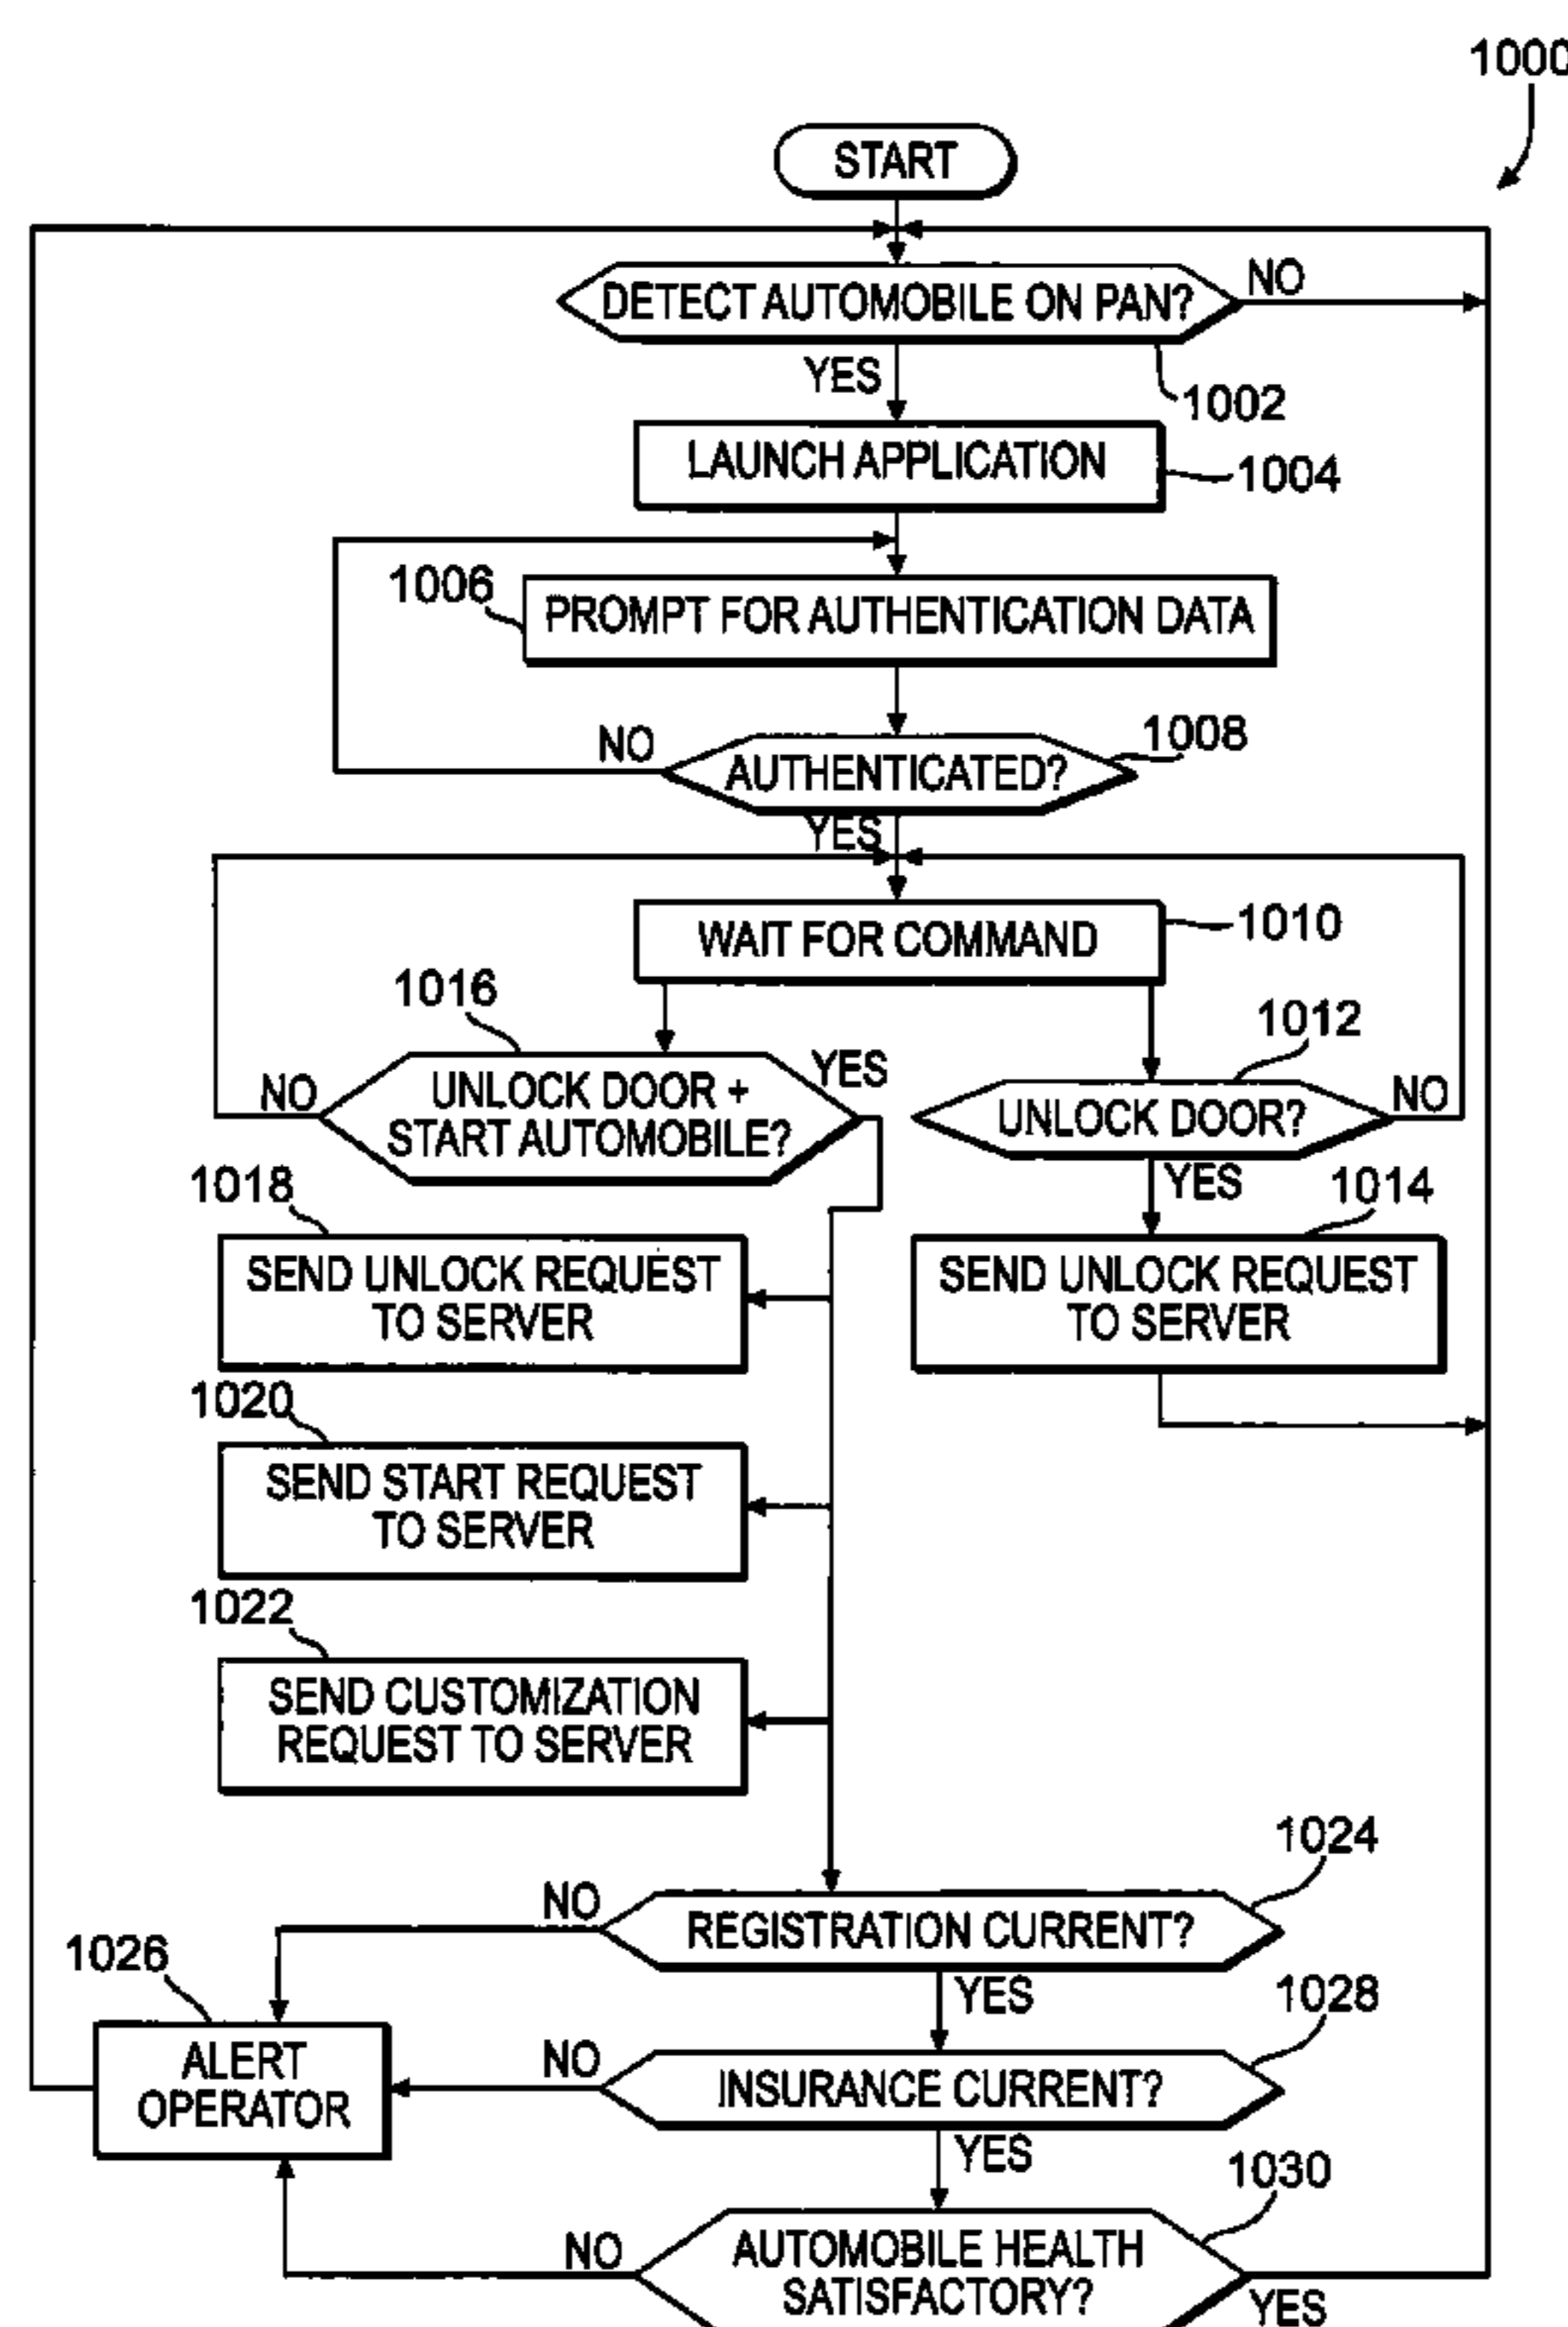 1000
START
DETECT AUTOMOBILE ON PAN?
NO
YES
1002
LAUNCH APPLICATION
1004
1006
PROMPT FOR AUTHENTICATION DATA
NO
1008
AUTHENTICATED?
YES
WAIT FOR COMMAND
1010
1016
1012
NO
UNLOCK DOOR +
START AUTOMOBILE?
YES
UNLOCK DOOR?
NO
YES
1018
1014
SEND UNLOCK REQUEST
TO SERVER
SEND UNLOCK REQUEST
TO SERVER
1020
SEND START REQUEST
TO SERVER
1022
SEND CUSTOMIZATION
REQUEST TO SERVER
1024
NO
REGISTRATION CURRENT?
1026
YES
1028
ALERT
OPERATOR
NO
INSURANCE CURRENT?
YES
1030
NO
AUTOMOBILE HEALTH
SATISFACTORY?
YES